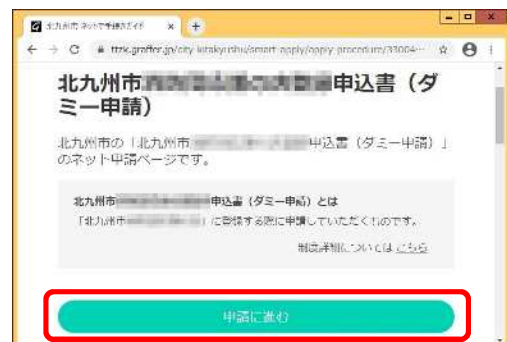 北九州市 ネットで手続きガイド
ttzk.graffer.jp/city-kitakyushu/smart-apply/apply-procedure/33004
北九州市 申込書（ダ
ミー申請）
北九州市の「北九州市 申込書（ダミー申請）」
のネット申請ページです。
北九州市 申込書（ダミー申請）とは
「北九州市 」に登録する際に申請していただくものです。
制度詳細については こちら
申請に進む